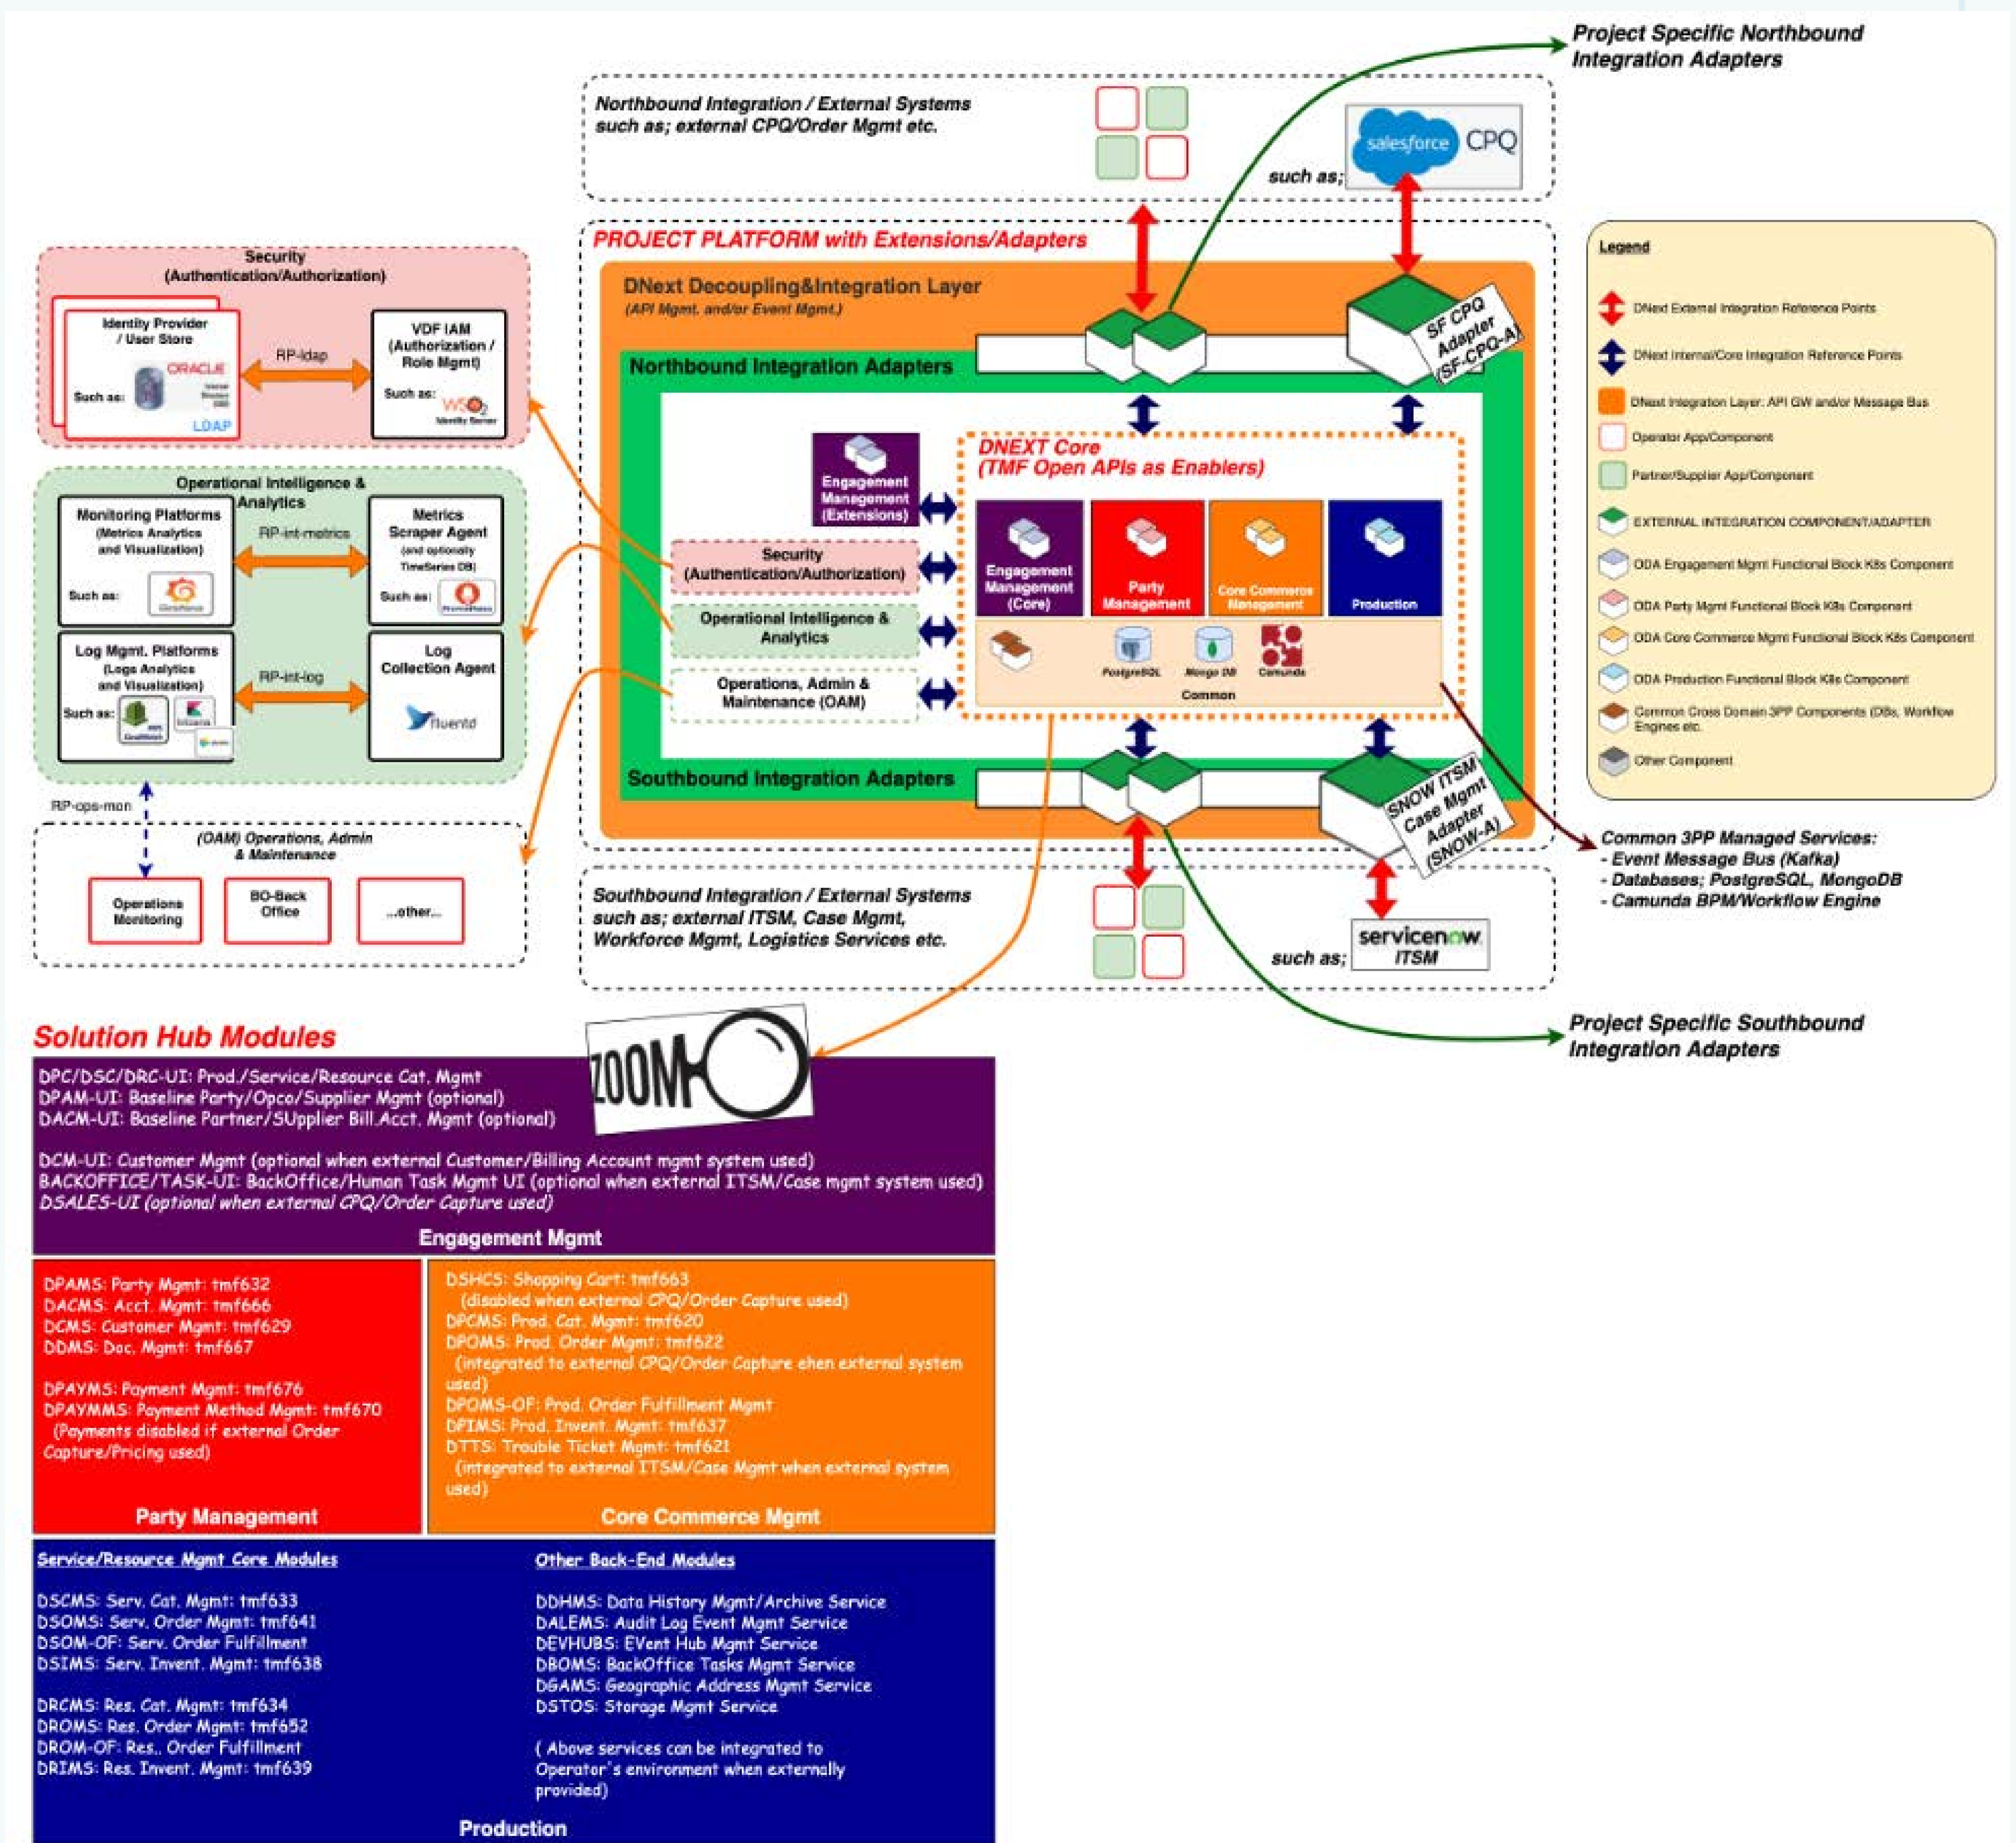 Project Specific Northbound
Integration Adapters
Northbound Integration / External Systems
such as; external CPQ/Order Mgmt etc.
such as;
salesforce CPQ
PROJECT PLATFORM with Extensions/Adapters
DNext Decoupling&Integration Layer
(API Mgmt. and/or Event Mgmt.)
SF CPQ
Adapter
(SF-CPQ-A)
Northbound Integration Adapters
Security
(Authentication/Authorization)
Identity Provider
/ User Store
Such as:
ORACLE
LDAP
RP-ldap
VDF IAM
(Authorization /
Role Mgmt)
Such as:
WSO2
Identity Server
Operational Intelligence &
Analytics
Monitoring Platforms
(Metrics Analytics
and Visualization)
Such as:
RP-int-metrics
Metrics
Scraper Agent
(and optionally
TimeSeries DB)
Such as:
Prometheus
Log Mgmt. Platforms
(Logs Analytics
and Visualization)
Such as:
RP-int-log
Log
Collection Agent
fluentd
RP-ops-mon
(OAM) Operations, Admin
& Maintenance
Operations
Monitoring
BO-Back
Office
...other...
Engagement
Management
(Extensions)
Security
(Authentication/Authorization)
Operational Intelligence &
Analytics
Operations, Admin &
Maintenance (OAM)
DNEXT Core
(TMF Open APIs as Enablers)
Engagement
Management
(Core)
Party
Management
Core Commerce
Management
Production
PostgreSQL
Mongo DB
Camunda
Common
Southbound Integration Adapters
SNOW ITSM
Case Mgmt
Adapter
(SNOW-A)
Southbound Integration / External Systems
such as; external ITSM, Case Mgmt,
Workforce Mgmt, Logistics Services etc.
such as;
servicenow
ITSM
Legend
DNext External Integration Reference Points
DNext Internal/Core Integration Reference Points
DNext Integration Layer: API GW and/or Message Bus
Operator App/Component
Partner/Supplier App/Component
EXTERNAL INTEGRATION COMPONENT/ADAPTER
ODA Engagement Mgmt Functional Block K8s Component
ODA Party Mgmt Functional Block K8s Component
ODA Core Commerce Mgmt Functional Block K8s Component
ODA Production Functional Block K8s Component
Common Cross Domain 3PP Components (DBs, Workflow
Engines etc.
Other Component
Common 3PP Managed Services:
- Event Message Bus (Kafka)
- Databases; PostgreSQL, MongoDB
- Camunda BPM/Workflow Engine
Project Specific Southbound
Integration Adapters
Solution Hub Modules
ZOOM
DPC/DSC/DRC-UI: Prod./Service/Resource Cat. Mgmt
DPAM-UI: Baseline Party/Opco/Supplier Mgmt (optional)
DACM-UI: Baseline Partner/SUpplier Bill.Acct. Mgmt (optional)
DCM-UI: Customer Mgmt (optional when external Customer/Billing Account mgmt system used)
BACKOFFICE/TASK-UI: BackOffice/Human Task Mgmt UI (optional when external ITSM/Case mgmt system used)
DSALES-UI (optional when external CPQ/Order Capture used)
Engagement Mgmt
DPAMS: Party Mgmt: tmf632
DACMS: Acct. Mgmt: tmf666
DCMS: Customer Mgmt: tmf629
DDMS: Doc. Mgmt: tmf667
DPAYMS: Payment Mgmt: tmf676
DPAYMMS: Payment Method Mgmt: tmf670
(Payments disabled if external Order
Capture/Pricing used)
Party Management
DSHCS: Shopping Cart: tmf663
(disabled when external CPQ/Order Capture used)
DPCMS: Prod. Cat. Mgmt: tmf620
DPOMS: Prod. Order Mgmt: tmf622
(integrated to external CPQ/Order Capture ehen external system
used)
DPOMS-OF: Prod. Order Fulfillment Mgmt
DPIMS: Prod. Invent. Mgmt: tmf637
DTTS: Trouble Ticket Mgmt: tmf621
(integrated to external ITSM/Case Mgmt when external system
used)
Core Commerce Mgmt
Service/Resource Mgmt Core Modules
DSCMS: Serv. Cat. Mgmt: tmf633
DSOMS: Serv. Order Mgmt: tmf641
DSOM-OF: Serv. Order Fulfillment
DSIMS: Serv. Invent. Mgmt: tmf638
DRCMS: Res. Cat. Mgmt: tmf634
DROMS: Res. Order Mgmt: tmf652
DROM-OF: Res.. Order Fulfillment
DRIMS: Res. Invent. Mgmt: tmf639
Other Back-End Modules
DDHMS: Data History Mgmt/Archive Service
DALEMS: Audit Log Event Mgmt Service
DEVHUBS: EVent Hub Mgmt Service
DBOMS: BackOffice Tasks Mgmt Service
DGAMS: Geographic Address Mgmt Service
DSTOS: Storage Mgmt Service
( Above services can be integrated to
Operator's environment when externally
provided)
Production